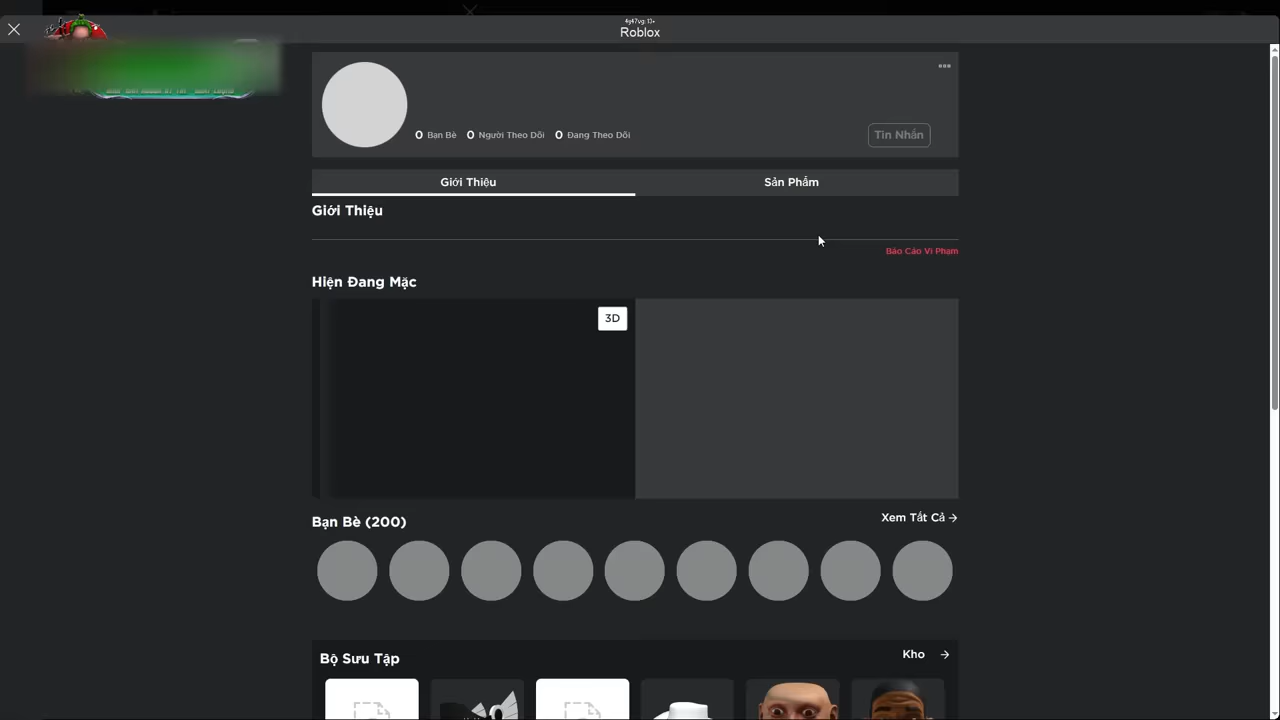 4y47vg: 13+
Roblox
0 Bạn Bè 0 Người Theo Dõi 0 Đang Theo Dõi
Tin Nhắn
Giới Thiệu Sản Phẩm
Giới Thiệu
Báo Cáo Vi Phạm
Hiện Đang Mặc
3D
Bạn Bè (200) Xem Tất Cả
Bộ Sưu Tập Kho